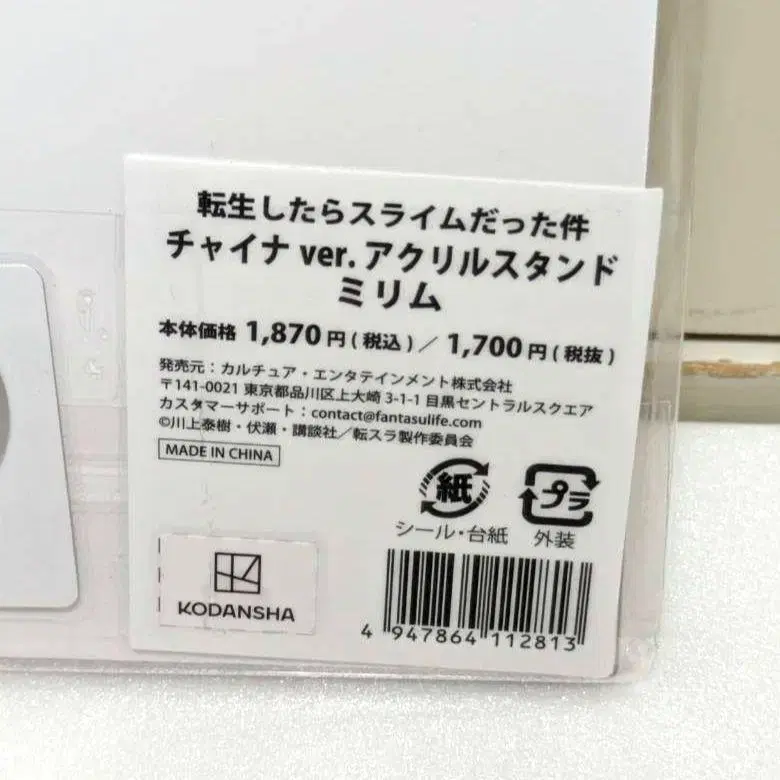 転生したらスライムだった件
チャイナ ver. アクリルスタンド
ミリム
本体価格 1,870 円 ( 税込 ) ／ 1,700 円 ( 税抜 )
発売元：カルチュア・エンタテインメント株式会社
〒141-0021 東京都品川区上大崎 3-1-1 目黒セントラルスクエア
カスタマーサポート：contact@fantasulife.com
©川上泰樹・伏瀬・講談社／転スラ製作委員会
MADE IN CHINA
紙 プラ
シール・台紙 外装
KODANSHA
4 947864 112813